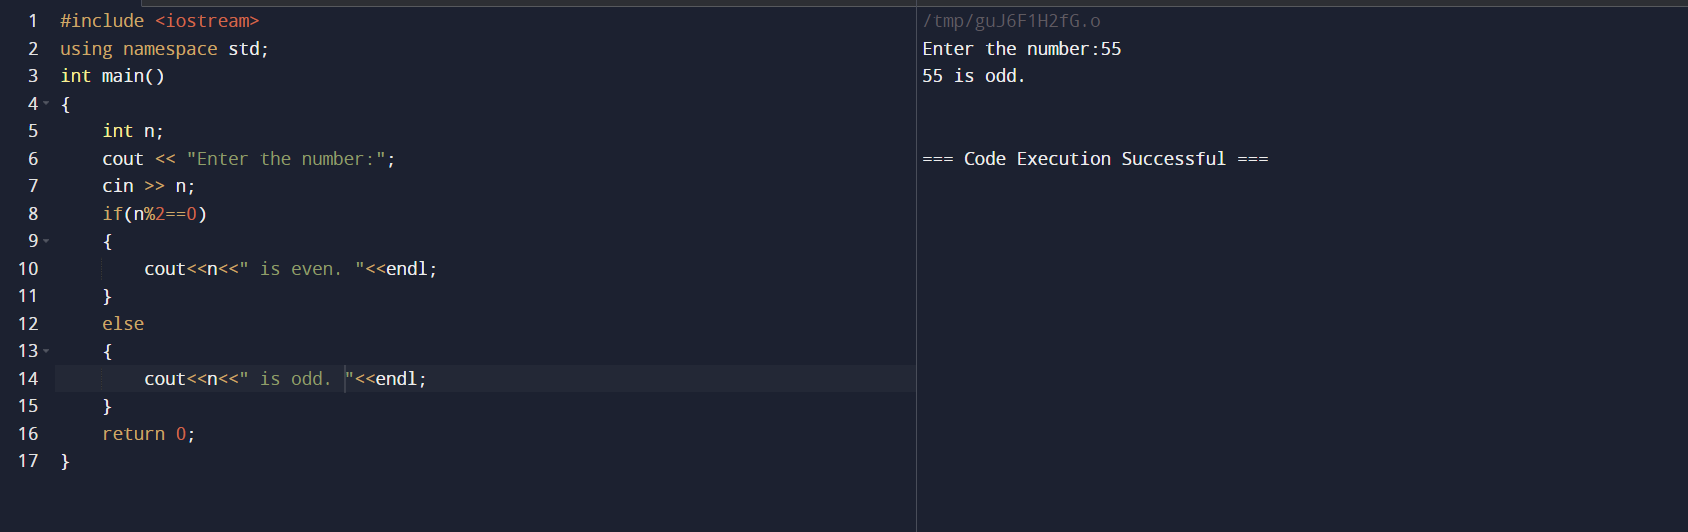 1 #include <iostream>
2 using namespace std;
3 int main()
4 {
5     int n;
6     cout << "Enter the number:";
7     cin >> n;
8     if(n%2==0)
9     {
10         cout<<n<<" is even. "<<endl;
11     }
12     else
13     {
14         cout<<n<<" is odd. "<<endl;
15     }
16     return 0;
17 }
/tmp/guJ6F1H2fG.o
Enter the number:55
55 is odd.
=== Code Execution Successful ===